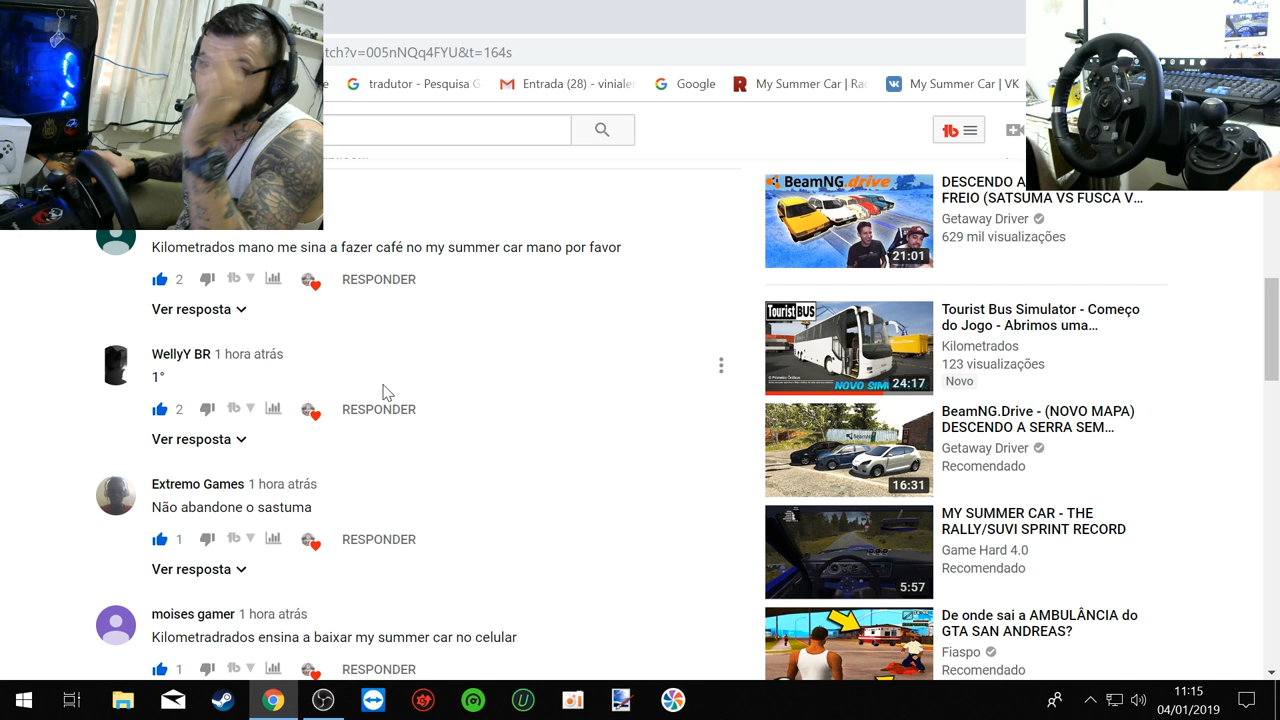 tch?v=005nNQq4FYU&t=164s
e
tradutor - Pesquisa G
Entrada (28) - viniale
Google
My Summer Car | Rac
My Summer Car | VK
Kilometrados mano me sina a fazer café no my summer car mano por favor
2
RESPONDER
Ver resposta
WellyY BR 1 hora atrás
1°
2
RESPONDER
Ver resposta
Extremo Games 1 hora atrás
Não abandone o sastuma
1
RESPONDER
Ver resposta
moises gamer 1 hora atrás
Kilometradrados ensina a baixar my summer car no celular
1
RESPONDER
BeamNG.drive
21:01
DESCENDO A
FREIO (SATSUMA VS FUSCA V...
Getaway Driver
629 mil visualizações
Tourist BUS
NOVO SIM
24:17
Tourist Bus Simulator - Começo
do Jogo - Abrimos uma...
Kilometrados
123 visualizações
Novo
16:31
BeamNG.Drive - (NOVO MAPA)
DESCENDO A SERRA SEM...
Getaway Driver
Recomendado
5:57
MY SUMMER CAR - THE
RALLY/SUVI SPRINT RECORD
Game Hard 4.0
Recomendado
De onde sai a AMBULÂNCIA do
GTA SAN ANDREAS?
Fiaspo
Recomendado
11:15
04/01/2019